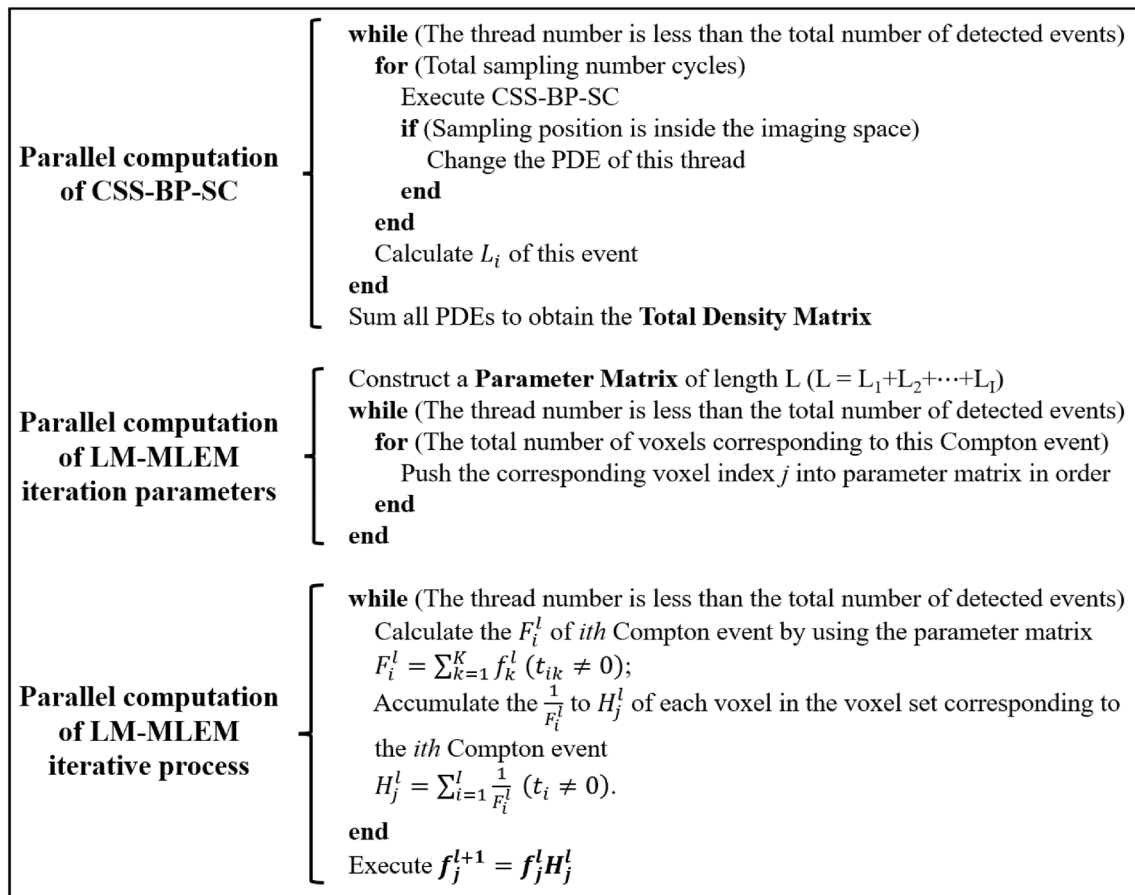 Parallel computation
of CSS-BP-SC
while (The thread number is less than the total number of detected events)
for (Total sampling number cycles)
Execute CSS-BP-SC
if (Sampling position is inside the imaging space)
Change the PDE of this thread
end
end
Calculate L_i of this event
end
Sum all PDEs to obtain the Total Density Matrix
Parallel computation
of LM-MLEM
iteration parameters
Construct a Parameter Matrix of length L (L = L₁+L₂+⋯+L_I)
while (The thread number is less than the total number of detected events)
for (The total number of voxels corresponding to this Compton event)
Push the corresponding voxel index j into parameter matrix in order
end
end
Parallel computation
of LM-MLEM
iterative process
while (The thread number is less than the total number of detected events)
Calculate the F_i^l of ith Compton event by using the parameter matrix
F_i^l = ∑_{k=1}^K f_k^l (t_{ik} ≠ 0);
Accumulate the 1/F_i^l to H_j^l of each voxel in the voxel set corresponding to
the ith Compton event
H_j^l = ∑_{i=1}^I 1/F_i^l (t_i ≠ 0).
end
Execute f_j^{l+1} = f_j^l H_j^l